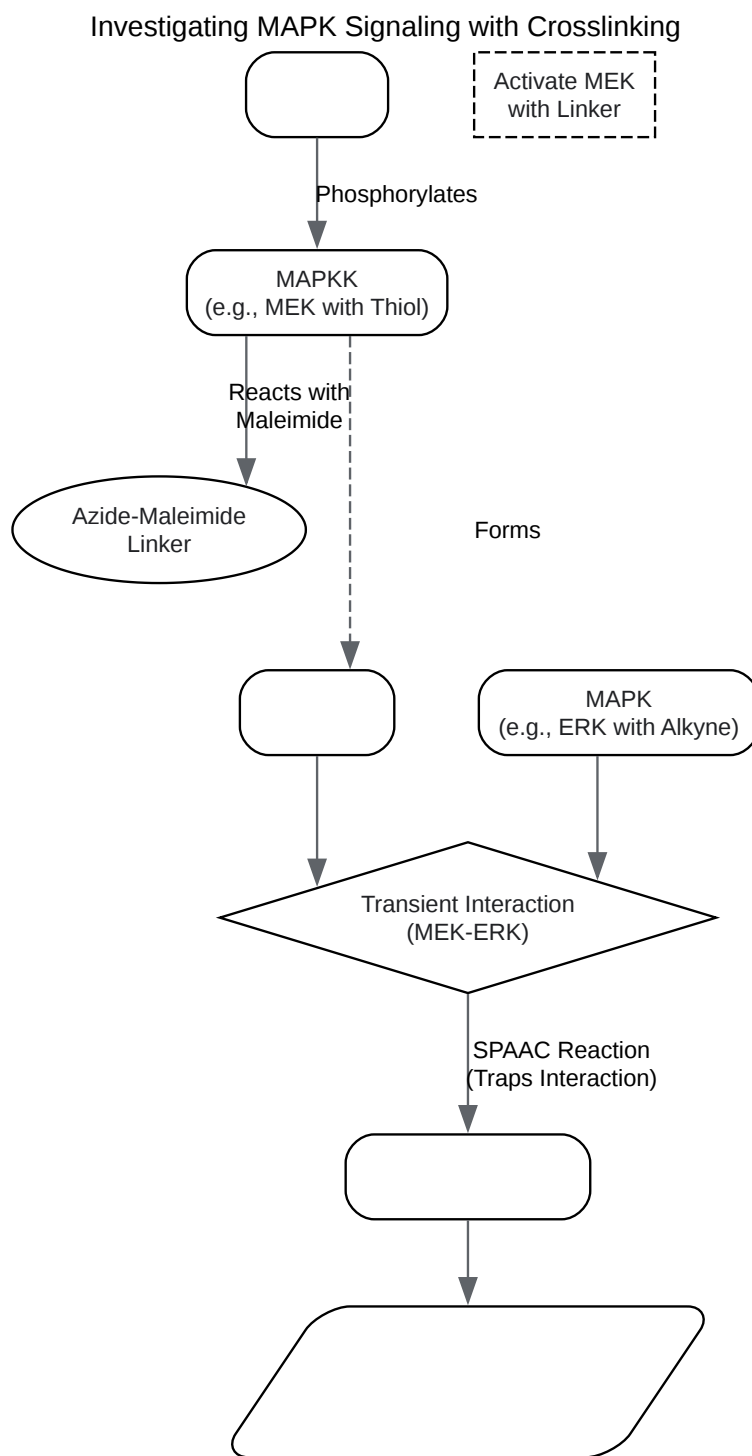 Investigating MAPK Signaling with Crosslinking
Activate MEK
with Linker
Phosphorylates
MAPKK
(e.g., MEK with Thiol)
Reacts with
Maleimide
Azide-Maleimide
Linker
Forms
MAPK
(e.g., ERK with Alkyne)
Transient Interaction
(MEK-ERK)
SPAAC Reaction
(Traps Interaction)